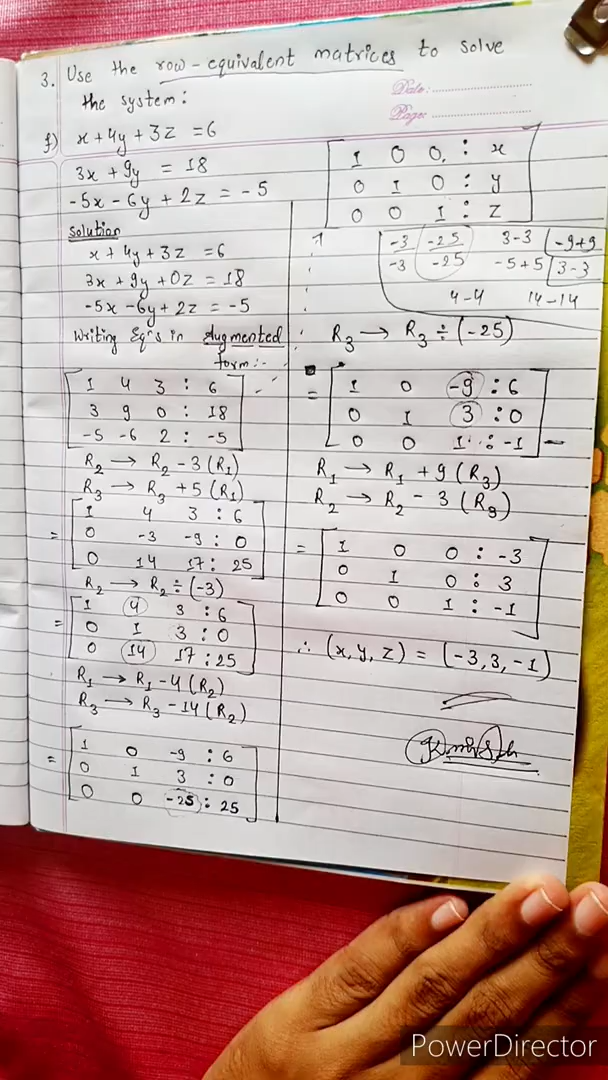 3. Use the row-equivalent matrices to solve
the system:
Date:
Page:
f) x + 4y + 3z = 6
3x + 9y = 18
-5x - 6y + 2z = -5
Solution
x + 4y + 3z = 6
3x + 9y + 0z = 18
-5x - 6y + 2z = -5
Writing Eqⁿs in Augmented
form:-
1 4 3 : 6
3 9 0 : 18
-5 -6 2 : -5
R₂ → R₂ - 3(R₁)
R₃ → R₃ + 5(R₁)
1 4 3 : 6
= 0 -3 -9 : 0
0 14 17 : 25
R₂ → R₂ ÷ (-3)
1 4 3 : 6
= 0 1 3 : 0
0 14 17 : 25
R₁ → R₁ - 4(R₂)
R₃ → R₃ - 14(R₂)
1 0 -9 : 6
= 0 1 3 : 0
0 0 -25 : 25
1 0 0 : x
0 1 0 : y
0 0 1 : z
-3 -25 3-3 -9+9
-3 -25 -5+5 3-3
4-4 14-14
R₃ → R₃ ÷ (-25)
= 1 0 -9 : 6
0 1 3 : 0
0 0 1 : -1
R₁ → R₁ + 9(R₃)
R₂ → R₂ - 3(R₃)
= 1 0 0 : -3
0 1 0 : 3
0 0 1 : -1
∴ (x, y, z) = (-3, 3, -1)
PowerDirector